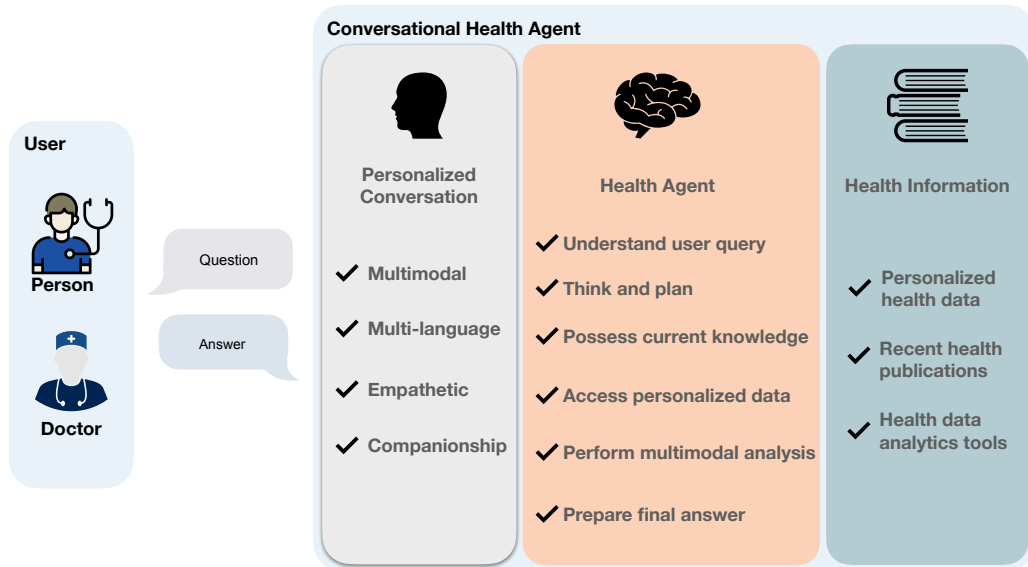 Conversational Health Agent
User
Person
Doctor
Question
Answer
Personalized
Conversation
Multimodal
Multi-language
Empathetic
Companionship
Health Agent
Understand user query
Think and plan
Possess current knowledge
Access personalized data
Perform multimodal analysis
Prepare final answer
Health Information
Personalized
health data
Recent health
publications
Health data
analytics tools